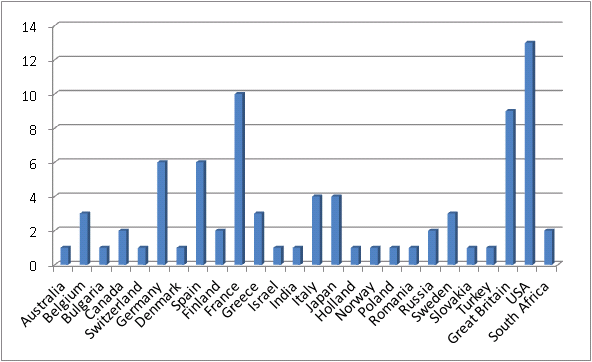 14
12
10
8
6
4
2
0
Australia
Belgium
Bulgaria
Canada
Switzerland
Germany
Denmark
Spain
Finland
France
Greece
Israel
India
Italy
Japan
Holland
Norway
Poland
Romania
Russia
Sweden
Slovakia
Turkey
Great Britain
USA
South Africa